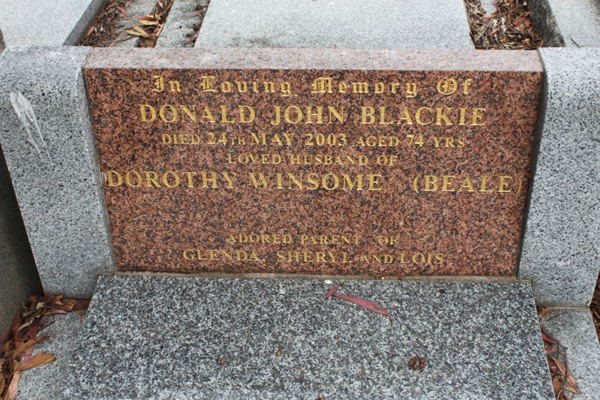 In Loving Memory Of
DONALD JOHN BLACKIE
DIED 24TH MAY 2003 AGED 74 YRS
LOVED HUSBAND OF
DOROTHY WINSOME (BEALE)
ADORED PARENT OF
GLENDA, SHERYL AND LOIS